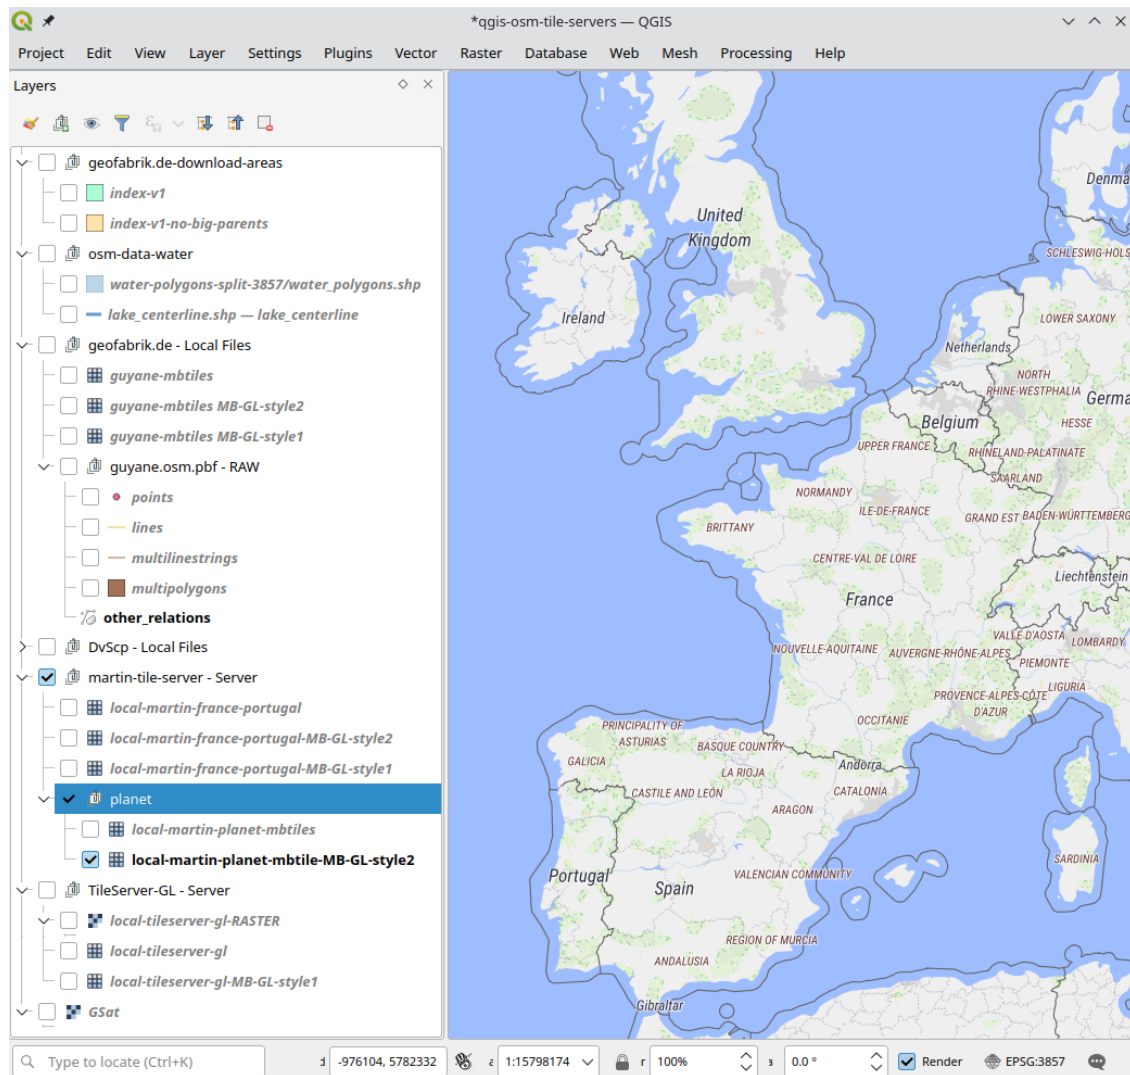 *qgis-osm-tile-servers — QGIS
Project Edit View Layer Settings Plugins Vector Raster Database Web Mesh Processing Help
Layers
geofabrik.de-download-areas
index-v1
index-v1-no-big-parents
osm-data-water
water-polygons-split-3857/water_polygons.shp
lake_centerline.shp — lake_centerline
geofabrik.de - Local Files
guyane-mbtiles
guyane-mbtiles MB-GL-style2
guyane-mbtiles MB-GL-style1
guyane.osm.pbf - RAW
points
lines
multilinestrings
multipolygons
other_relations
DvScp - Local Files
martin-tile-server - Server
local-martin-france-portugal
local-martin-france-portugal-MB-GL-style2
local-martin-france-portugal-MB-GL-style1
planet
local-martin-planet-mbtiles
local-martin-planet-mbtile-MB-GL-style2
TileServer-GL - Server
local-tileserver-gl-RASTER
local-tileserver-gl
local-tileserver-gl-MB-GL-style1
GSat
Denma
United
Kingdom
SCHLESWIG-HOLS
Ireland
LOWER SAXONY
Netherlands
NORTH
RHINE-WESTPHALIA
Germa
Belgium
HESSE
UPPER FRANCE
RHINELAND-PALATINATE
SAARLAND
NORMANDY
ILE-DE-FRANCE
GRAND EST
BADEN-WÜRTTEMBERG
BRITTANY
CENTRE-VAL DE LOIRE
Liechtenstein
France
VALLE D'AOSTA
LOMBARDY
NOUVELLE-AQUITAINE
AUVERGNE-RHÔNE-ALPES
PIEMONTE
LIGURIA
PROVENCE-ALPES-CÔTE
D'AZUR
OCCITANIE
PRINCIPALITY OF
ASTURIAS
BASQUE COUNTRY
GALICIA
LA RIOJA
Andorra
CASTILE AND LEÓN
CATALONIA
ARAGON
SARDINIA
Portugal
Spain
VALENCIAN COMMUNITY
REGION OF MURCIA
ANDALUSIA
Gibraltar
Type to locate (Ctrl+K) -976104, 5782332 1:15798174 r 100% 0.0 ° Render EPSG:3857